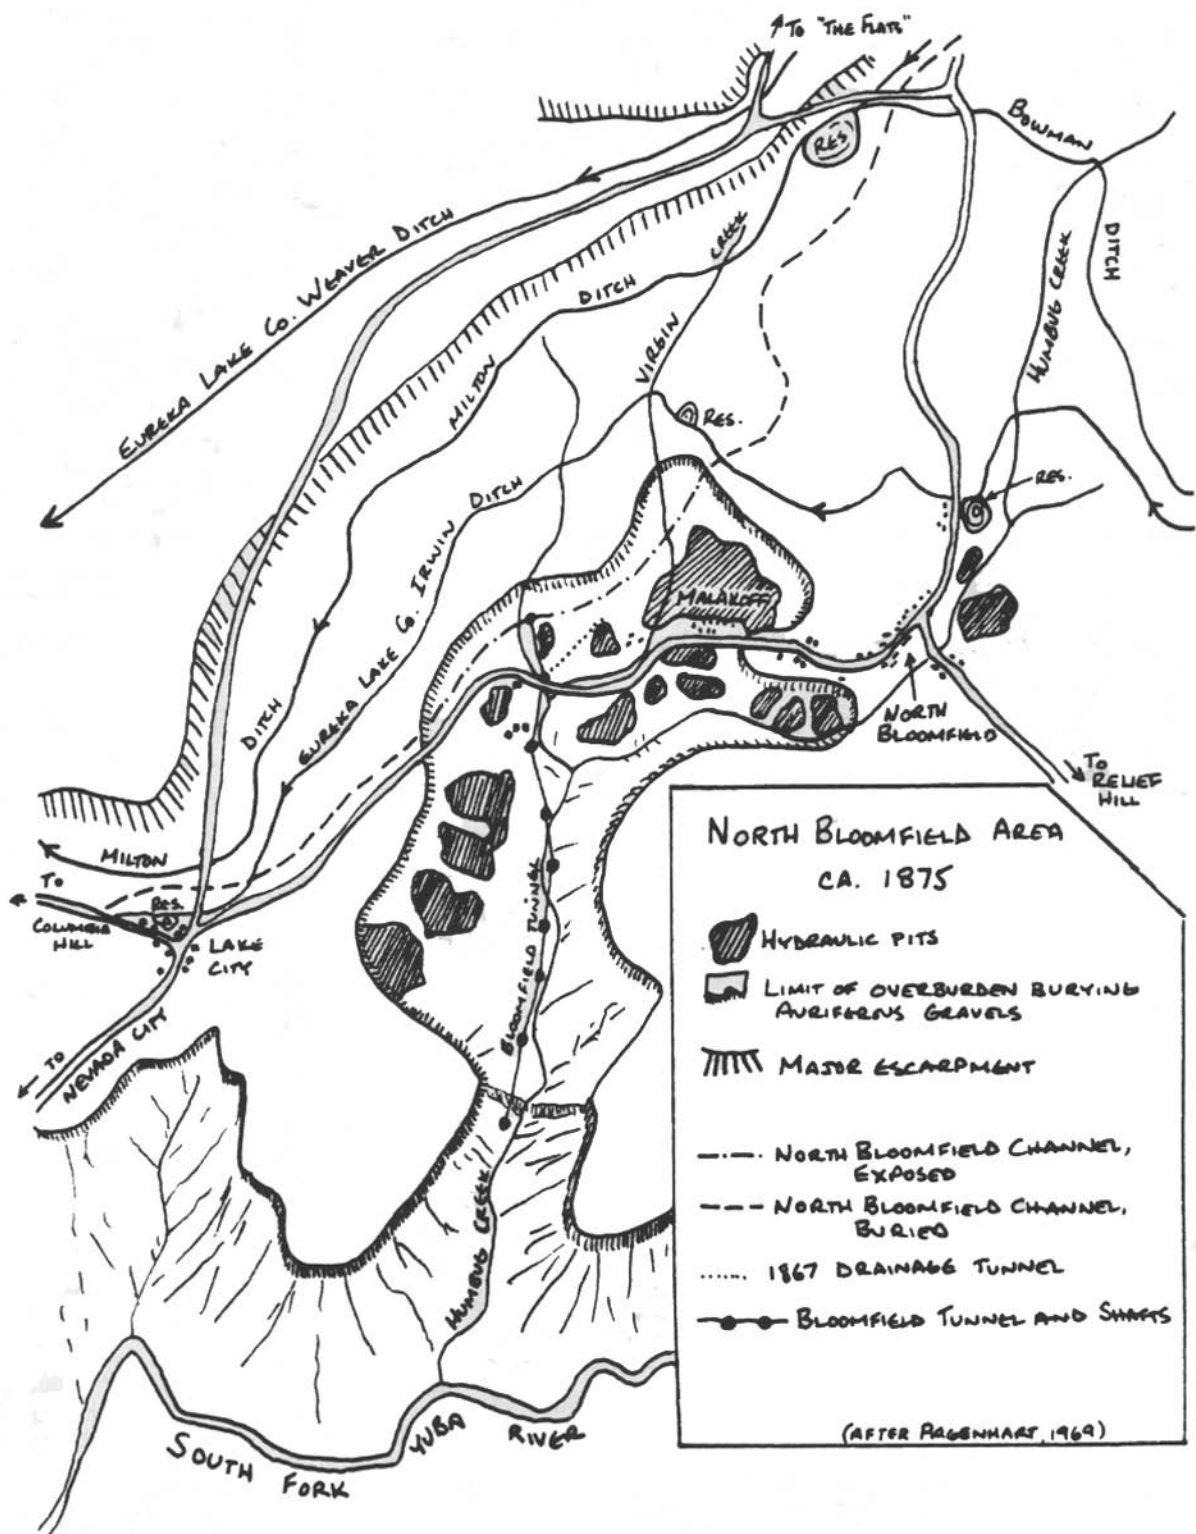 To "The Flats"
BOWMAN
DITCH
RES
HUMBUG CREEK
EUREKA LAKE CO. WEAVER DITCH
CREEK
VIRGIN
DITCH
MILTON
RES.
RES.
EUREKA LAKE CO. IRWIN DITCH
MALAKOFF
DITCH
NORTH
BLOOMFIELD
TO
RELIEF
HILL
MILTON
TO
COLUMBIA
HILL
RES.
LAKE
CITY
TO
NEVADA CITY
BLOOMFIELD TUNNEL
HUMBUG CREEK
SOUTH FORK
YUBA RIVER
NORTH BLOOMFIELD AREA
CA. 1875
HYDRAULIC PITS
LIMIT OF OVERBURDEN BURYING
AURIFEROUS GRAVELS
MAJOR ESCARPMENT
NORTH BLOOMFIELD CHANNEL,
EXPOSED
NORTH BLOOMFIELD CHANNEL,
BURIED
1867 DRAINAGE TUNNEL
BLOOMFIELD TUNNEL AND SHAFTS
(AFTER PAGENHART, 1969)